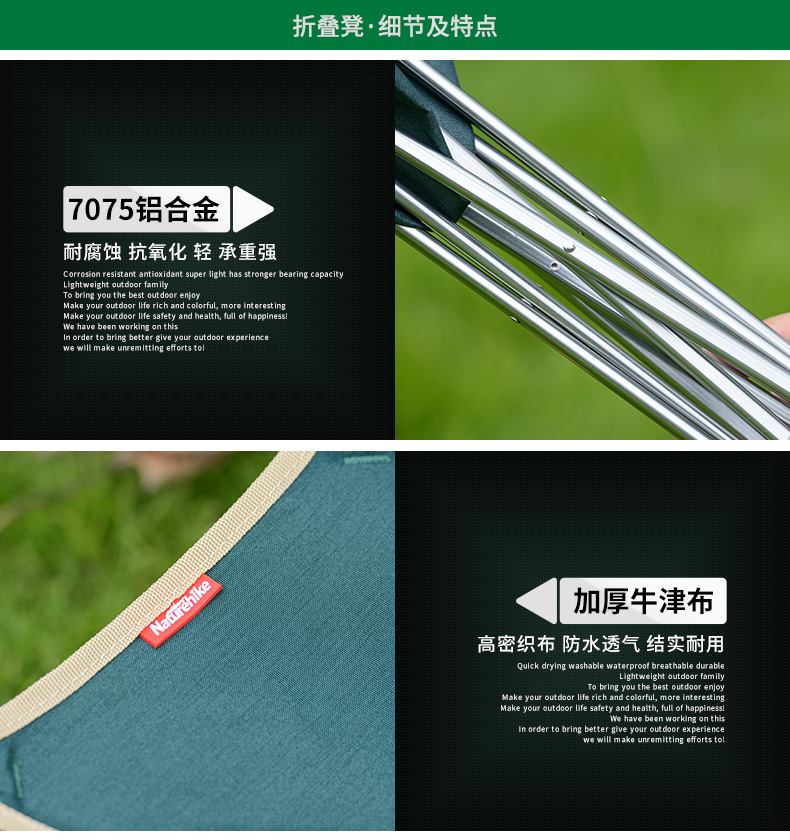 折叠凳·细节及特点
7075铝合金
耐腐蚀 抗氧化 轻 承重强
Corrosion resistant antioxidant super light has stronger bearing capacity
Lightweight outdoor family
To bring you the best outdoor enjoy
Make your outdoor life rich and colorful, more interesting
Make your outdoor life safety and health, full of happiness!
We have been working on this
In order to bring better give your outdoor experience
we will make unremitting efforts to!
Naturehike
加厚牛津布
高密织布 防水透气 结实耐用
Quick drying washable waterproof breathable durable
Lightweight outdoor family
To bring you the best outdoor enjoy
Make your outdoor life rich and colorful, more interesting
Make your outdoor life safety and health, full of happiness!
We have been working on this
In order to bring better give your outdoor experience
we will make unremitting efforts to!